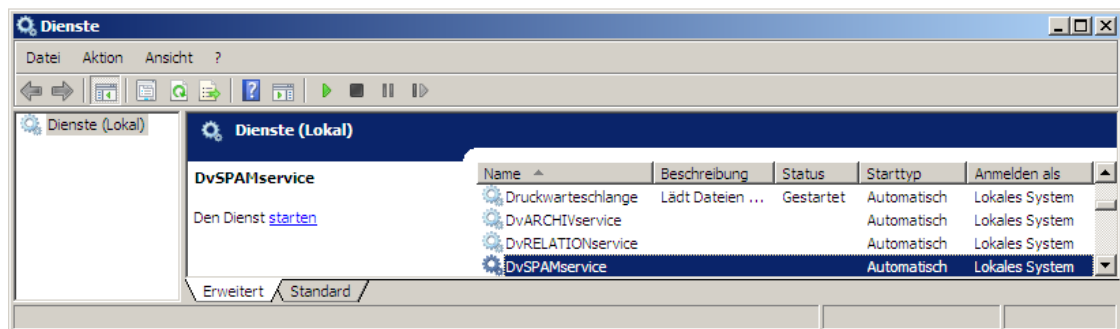 Dienste
Datei Aktion Ansicht ?
Dienste (Lokal)
Dienste (Lokal)
DvSPAMservice
Den Dienst starten
Name Beschreibung Status Starttyp Anmelden als
Druckwarteschlange Lädt Dateien ... Gestartet Automatisch Lokales System
DvARCHIVservice Automatisch Lokales System
DvRELATIONservice Automatisch Lokales System
DvSPAMservice Automatisch Lokales System
Erweitert Standard